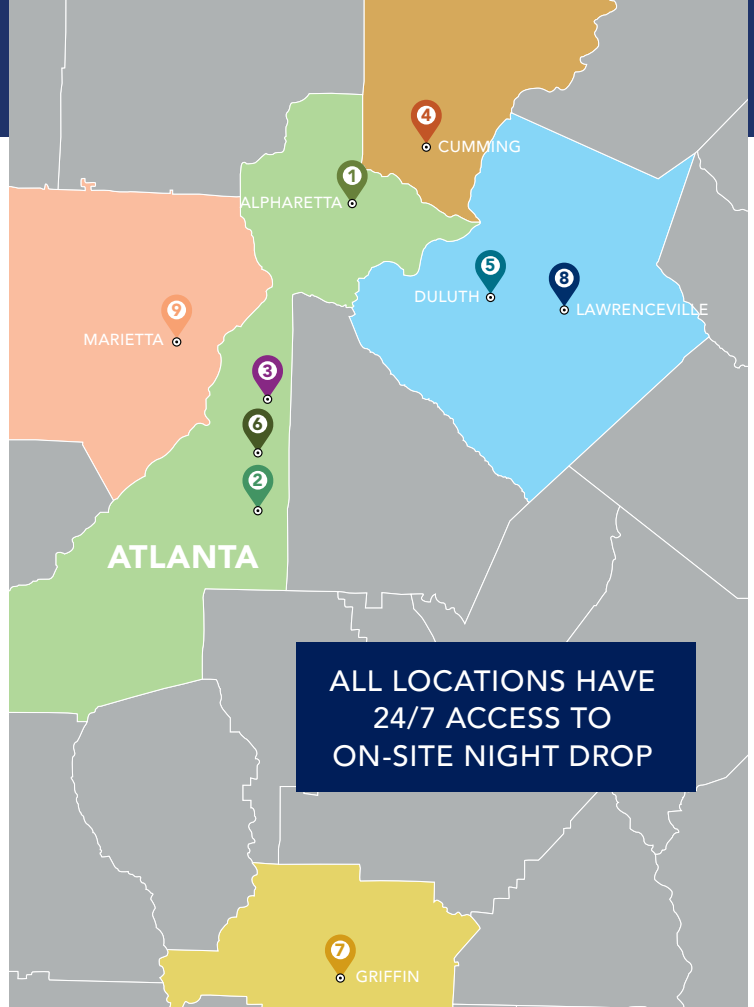 4
CUMMING
1
ALPHARETTA
5
DULUTH
8
LAWRENCEVILLE
9
MARIETTA
3
6
2
ATLANTA
ALL LOCATIONS HAVE
24/7 ACCESS TO
ON-SITE NIGHT DROP
7
GRIFFIN